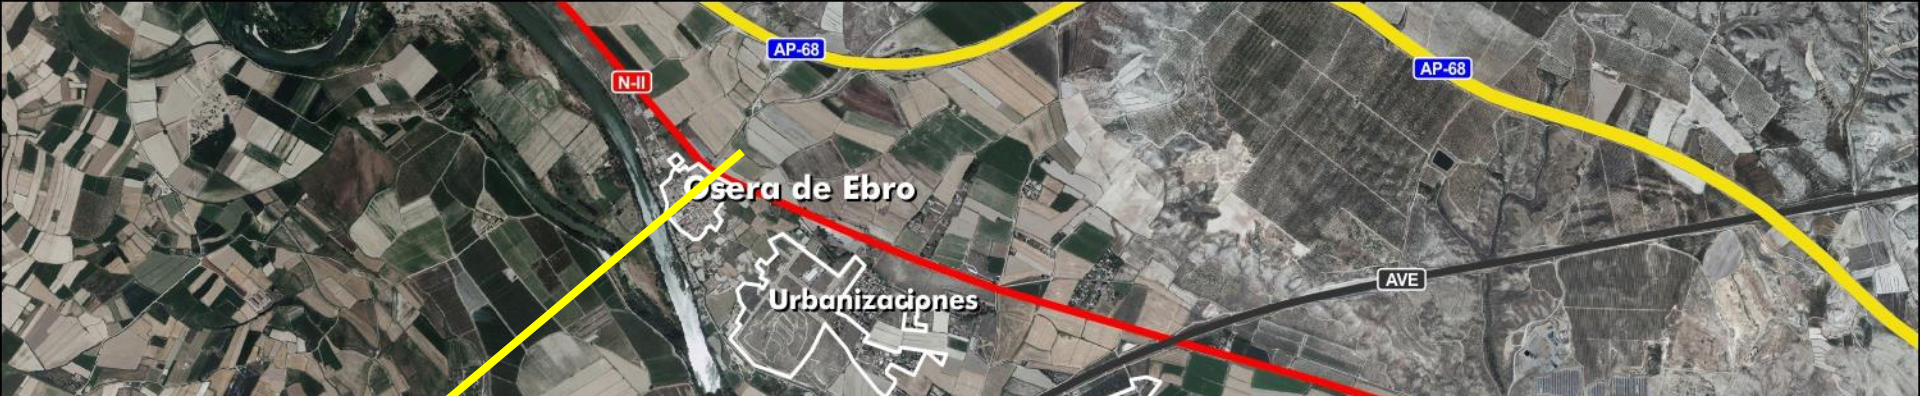 AP-68
AP-68
N-II
Osera de Ebro
AVE
Urbanizaciones